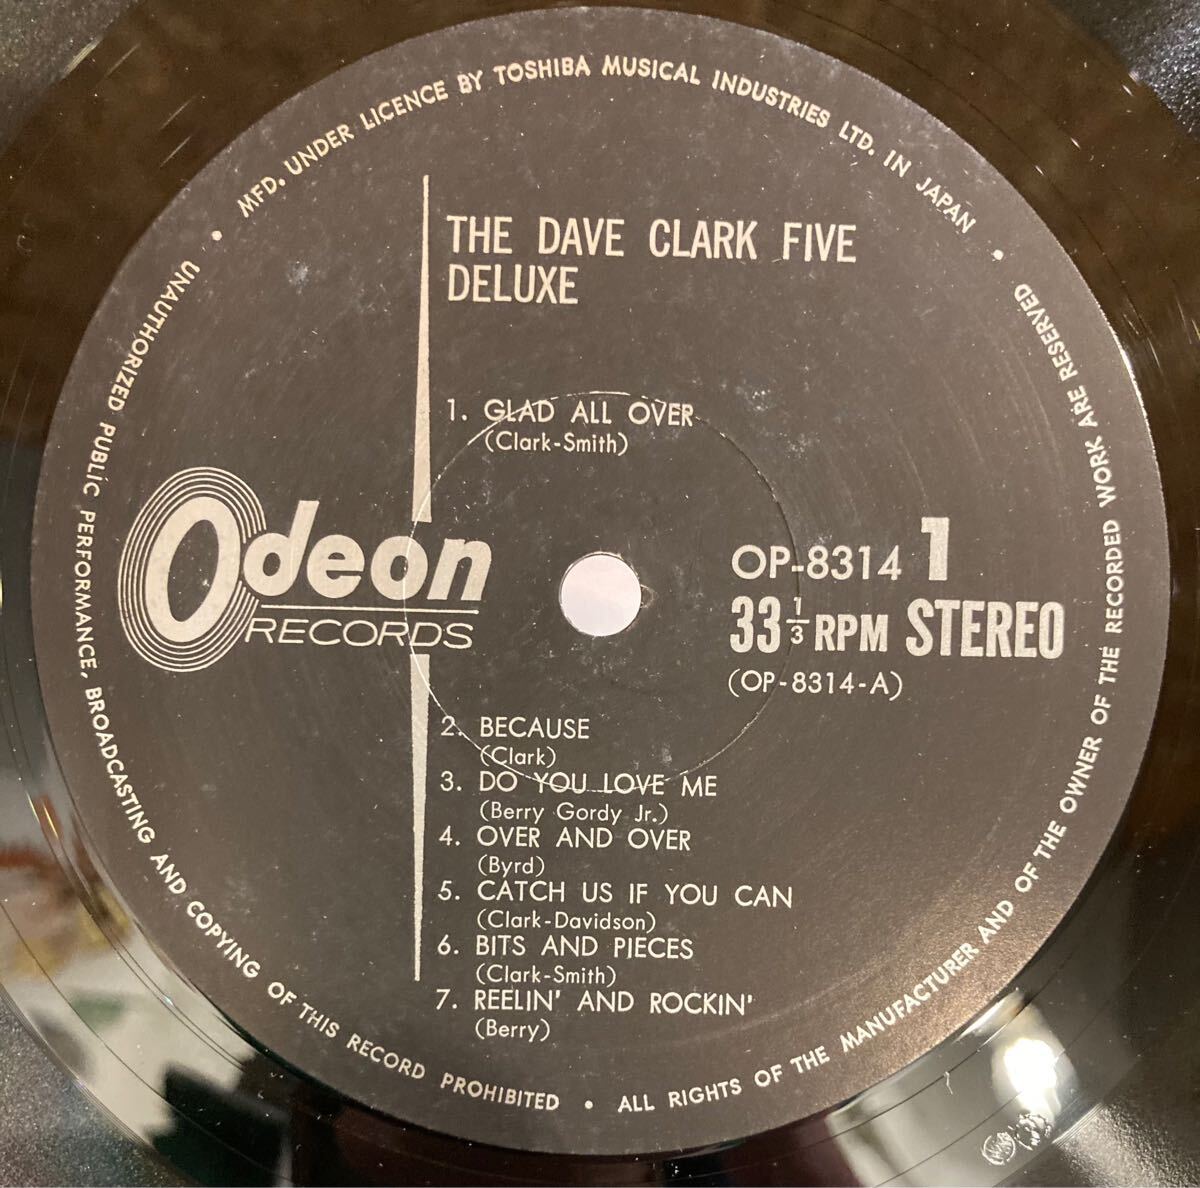 MFD. UNDER LICENCE BY TOSHIBA MUSICAL INDUSTRIES LTD. IN JAPAN •
THE DAVE CLARK FIVE
DELUXE
1. GLAD ALL OVER
(Clark-Smith)
Odeon
RECORDS
OP-8314 1
33 1/3 RPM STEREO
(OP-8314-A)
2. BECAUSE
(Clark)
3. DO YOU LOVE ME
(Berry Gordy Jr.)
4. OVER AND OVER
(Byrd)
5. CATCH US IF YOU CAN
(Clark-Davidson)
6. BITS AND PIECES
(Clark-Smith)
7. REELIN' AND ROCKIN'
(Berry)
ALL RIGHTS OF THE MANUFACTURER AND OF THE OWNER OF THE RECORDED WORK ARE RESERVED •
UNAUTHORIZED PUBLIC PERFORMANCE, BROADCASTING AND COPYING OF THIS RECORD PROHIBITED •